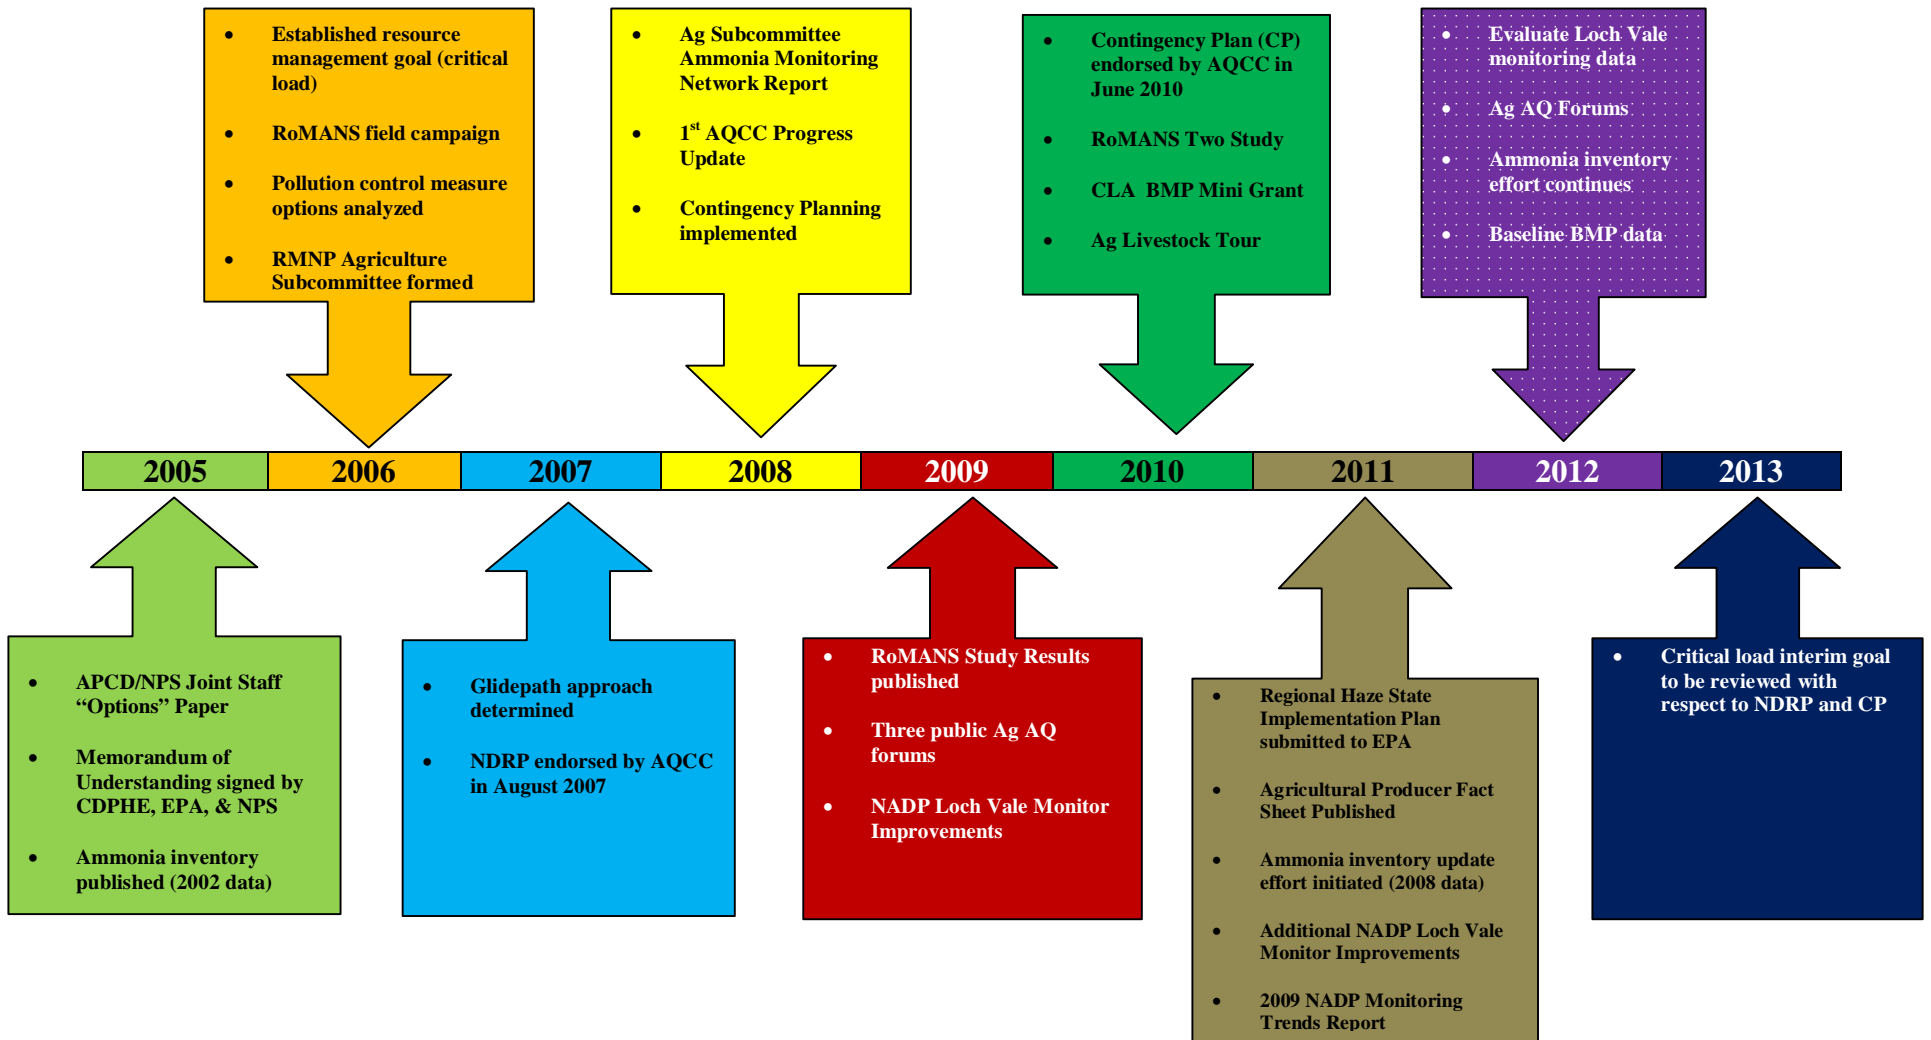 • Established resource
management goal (critical
load)
• RoMANS field campaign
• Pollution control measure
options analyzed
• RMNP Agriculture
Subcommittee formed
• Ag Subcommittee
Ammonia Monitoring
Network Report
• 1st AQCC Progress
Update
• Contingency Planning
implemented
• Contingency Plan (CP)
endorsed by AQCC in
June 2010
• RoMANS Two Study
• CLA BMP Mini Grant
• Ag Livestock Tour
• Evaluate Loch Vale
monitoring data
• Ag AQ Forums
• Ammonia inventory
effort continues
• Baseline BMP data
2005 2006 2007 2008 2009 2010 2011 2012 2013
• APCD/NPS Joint Staff
“Options” Paper
• Memorandum of
Understanding signed by
CDPHE, EPA, & NPS
• Ammonia inventory
published (2002 data)
• Glidepath approach
determined
• NDRP endorsed by AQCC
in August 2007
• RoMANS Study Results
published
• Three public Ag AQ
forums
• NADP Loch Vale Monitor
Improvements
• Regional Haze State
Implementation Plan
submitted to EPA
• Agricultural Producer Fact
Sheet Published
• Ammonia inventory update
effort initiated (2008 data)
• Additional NADP Loch Vale
Monitor Improvements
• 2009 NADP Monitoring
Trends Report
• Critical load interim goal
to be reviewed with
respect to NDRP and CP